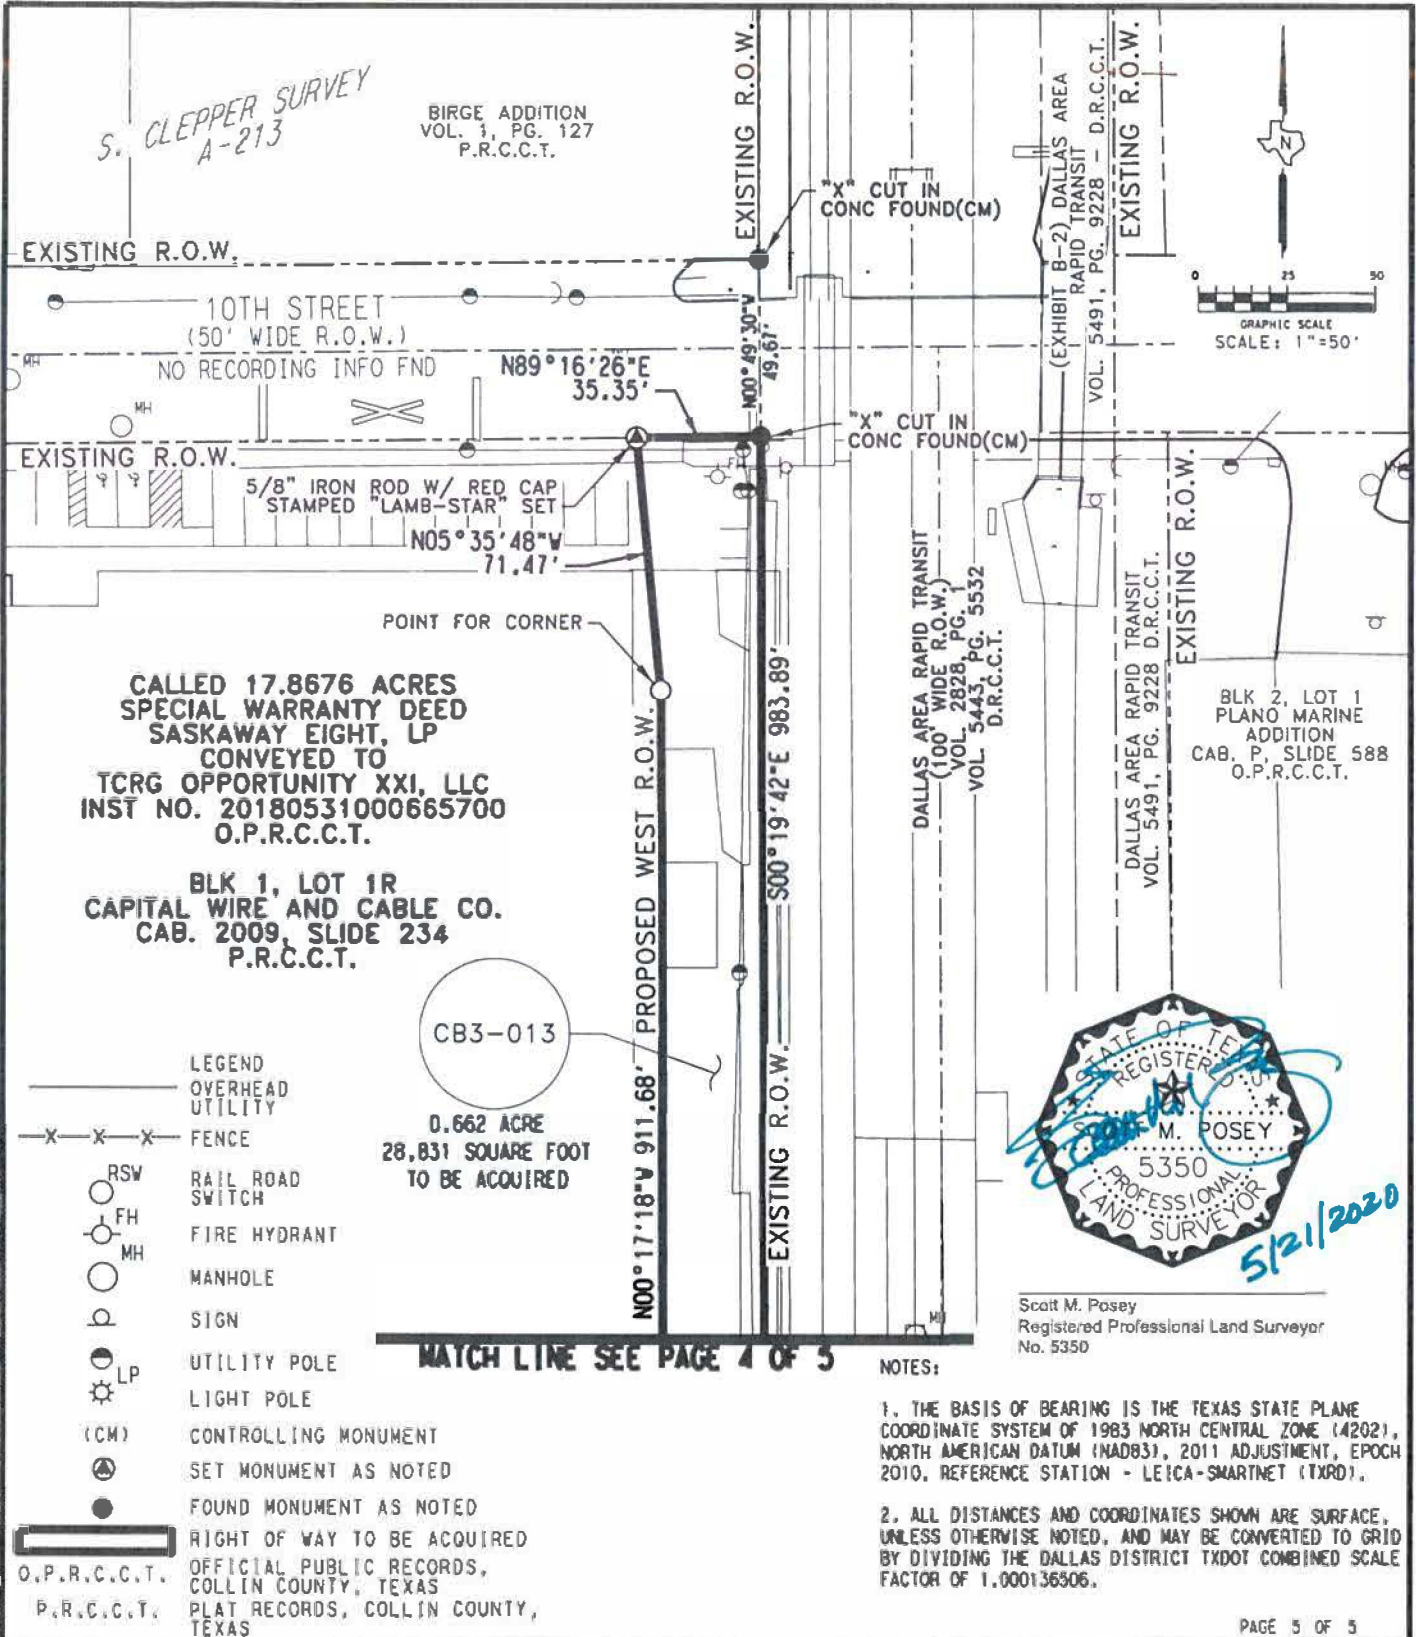 S. CLEPPER SURVEY
A-213
BIRGE ADDITION
VOL. 1, PG. 127
P.R.C.C.T.
EXISTING R.O.W.
"X" CUT IN
CONC FOUND(CM)
(EXHIBIT B-2) DALLAS AREA
RAPID TRANSIT
VOL. 5491, PG. 9228 - D.R.C.C.T.
EXISTING R.O.W.
N
0 25 50
GRAPHIC SCALE
SCALE: 1"=50'
EXISTING R.O.W.
10TH STREET
(50' WIDE R.O.W.)
NO RECORDING INFO FND
MH
MH
N00°49'30"W
49.67'
N89°16'26"E
35.35'
"X" CUT IN
CONC FOUND(CM)
EXISTING R.O.W.
5/8" IRON ROD W/ RED CAP
STAMPED "LAMB-STAR" SET
N05°35'48"W
71.47'
POINT FOR CORNER
CALLED 17.8676 ACRES
SPECIAL WARRANTY DEED
SASKAWAY EIGHT, LP
CONVEYED TO
TCRG OPPORTUNITY XXI, LLC
INST NO. 20180531000665700
O.P.R.C.C.T.
BLK 1, LOT 1R
CAPITAL WIRE AND CABLE CO.
CAB. 2009, SLIDE 234
P.R.C.C.T.
N00°17'18"W 911.68' PROPOSED WEST R.O.W.
S00°19'42"E 983.89'
EXISTING R.O.W.
DALLAS AREA RAPID TRANSIT
(100' WIDE R.O.W.)
VOL. 2828, PG. 1
VOL. 5443, PG. 5532
D.R.C.C.T.
DALLAS AREA RAPID TRANSIT
VOL. 5491, PG. 9228 D.R.C.C.T.
EXISTING R.O.W.
BLK 2, LOT 1
PLANO MARINE
ADDITION
CAB. P, SLIDE 588
O.P.R.C.C.T.
CB3-013
0.662 ACRE
28,831 SQUARE FOOT
TO BE ACQUIRED
LEGEND
OVERHEAD
UTILITY
X X X FENCE
RSW RAIL ROAD
SWITCH
FH FIRE HYDRANT
MH MANHOLE
SIGN
UTILITY POLE
LP LIGHT POLE
(CM) CONTROLLING MONUMENT
SET MONUMENT AS NOTED
FOUND MONUMENT AS NOTED
RIGHT OF WAY TO BE ACQUIRED
O.P.R.C.C.T. OFFICIAL PUBLIC RECORDS,
COLLIN COUNTY, TEXAS
P.R.C.C.T. PLAT RECORDS, COLLIN COUNTY,
TEXAS
MATCH LINE SEE PAGE 4 OF 5
MH
STATE OF TEXAS
REGISTERED
SCOTT M. POSEY
5350
PROFESSIONAL
LAND SURVEYOR
5/21/2020
Scott M. Posey
Registered Professional Land Surveyor
No. 5350
NOTES:
1. THE BASIS OF BEARING IS THE TEXAS STATE PLANE
COORDINATE SYSTEM OF 1983 NORTH CENTRAL ZONE (4202),
NORTH AMERICAN DATUM (NAD83), 2011 ADJUSTMENT, EPOCH
2010. REFERENCE STATION - LEICA-SMARTNET (TXRD).
2. ALL DISTANCES AND COORDINATES SHOWN ARE SURFACE,
UNLESS OTHERWISE NOTED, AND MAY BE CONVERTED TO GRID
BY DIVIDING THE DALLAS DISTRICT TXDOT COMBINED SCALE
FACTOR OF 1.000136506.
PAGE 5 OF 5